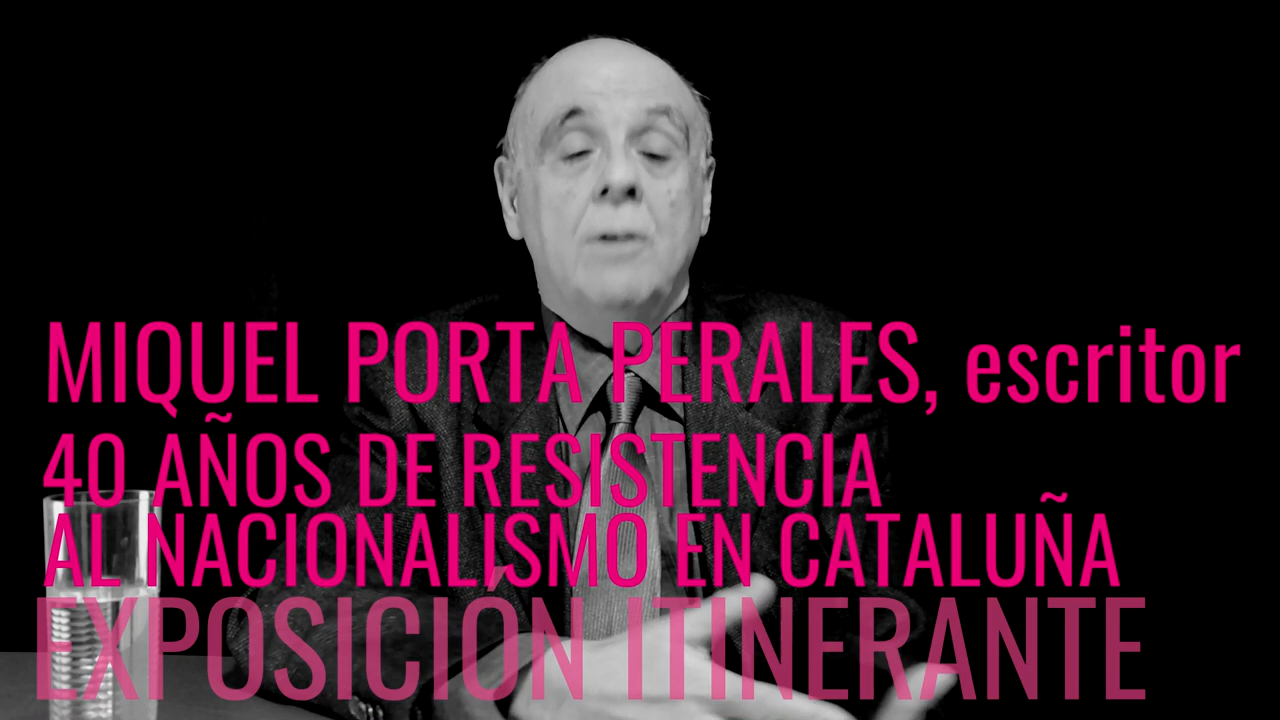 MIQUEL PORTA PERALES, escritor
40 AÑOS DE RESISTENCIA
AL NACIONALISMO EN CATALUÑA
EXPOSICIÓN ITINERANTE